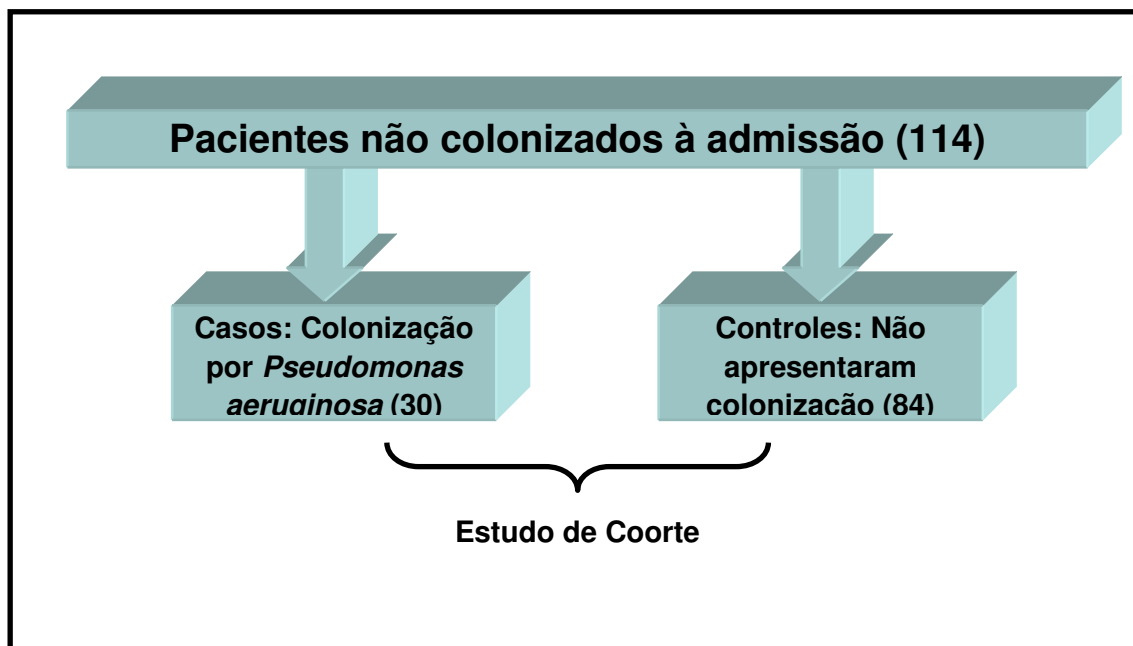 Pacientes não colonizados à admissão (114)
Casos: Colonização
por Pseudomonas
aeruginosa (30)
Controles: Não
apresentaram
colonização (84)
Estudo de Coorte